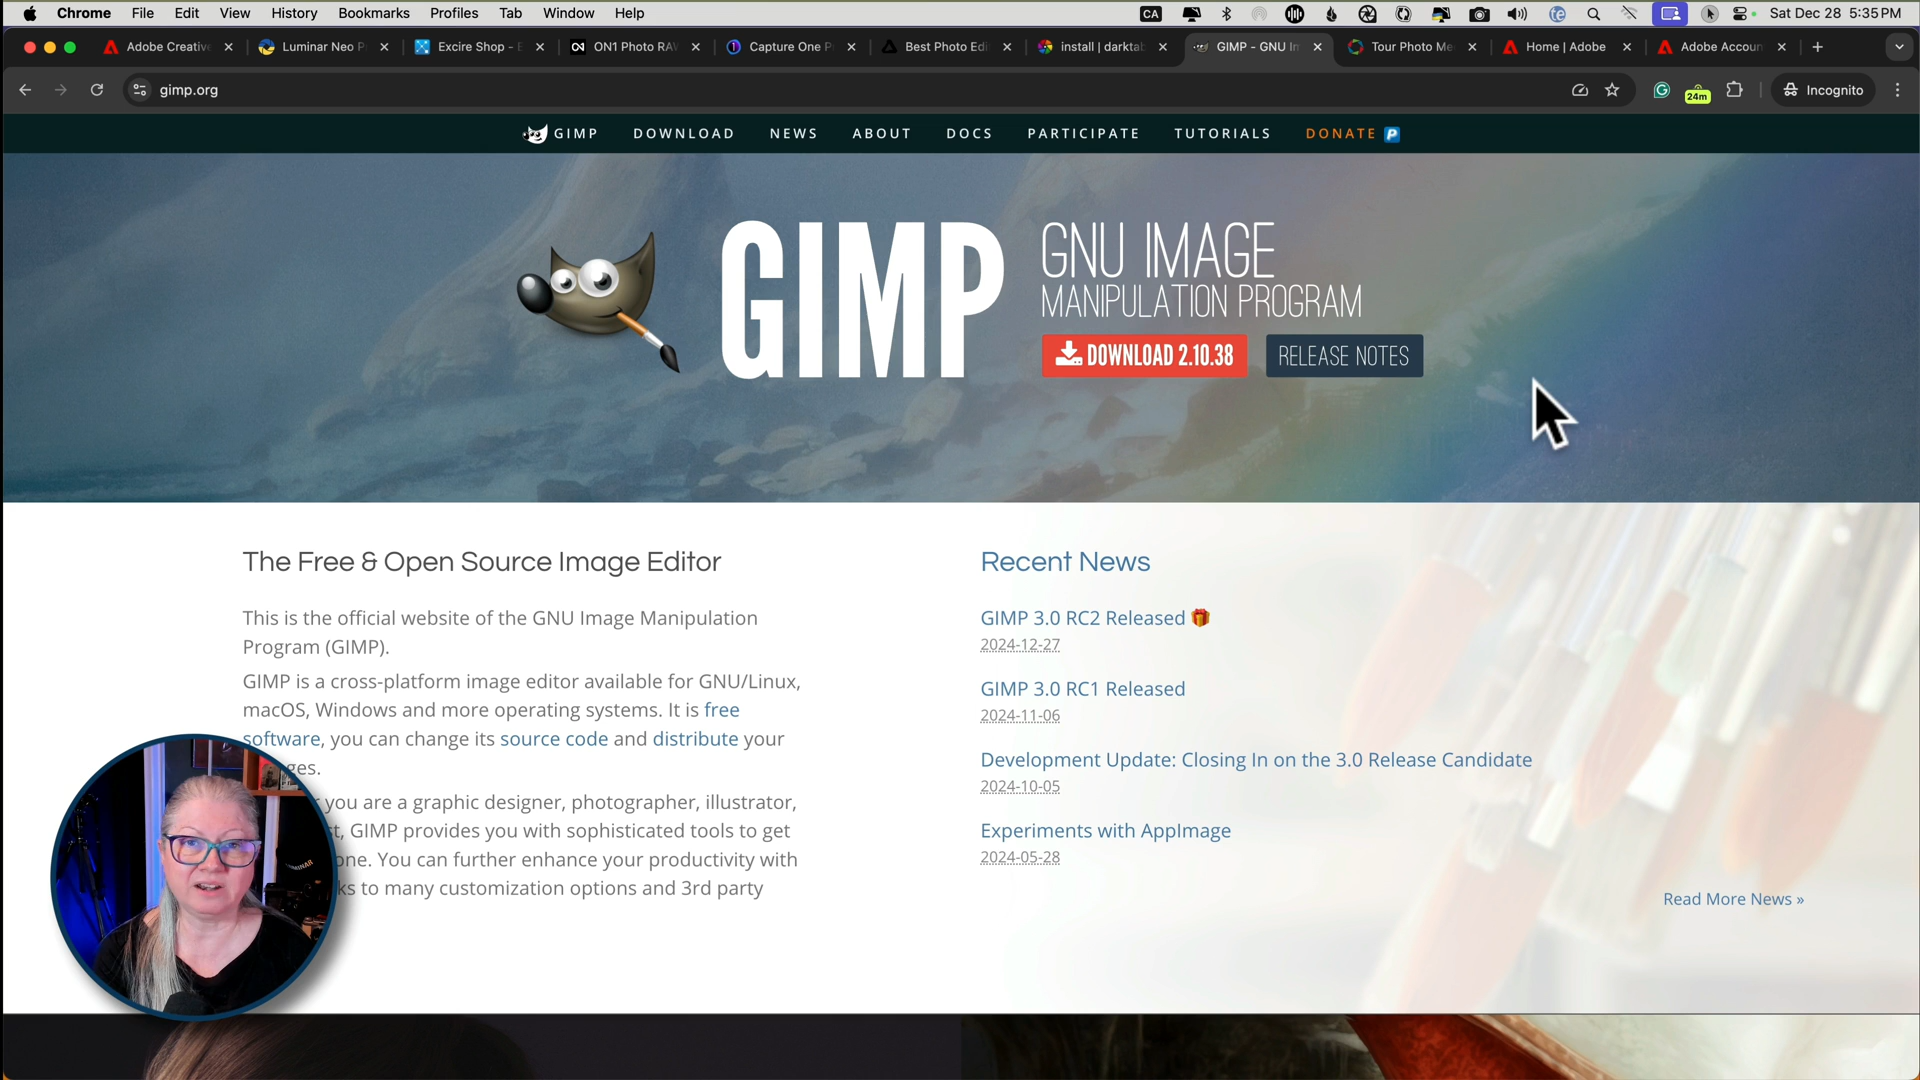 Chrome File Edit View History Bookmarks Profiles Tab Window Help
CA
Sat Dec 28 5:35 PM
Adobe Creativ
Luminar Neo P
Excire Shop - E
ON1 Photo RAW
Capture One P
Best Photo Edi
install | darktab
GIMP - GNU Im
Tour Photo Me
Home | Adobe
Adobe Accoun
gimp.org
24m
Incognito
GIMP DOWNLOAD NEWS ABOUT DOCS PARTICIPATE TUTORIALS DONATE
GIMP
GNU IMAGE
MANIPULATION PROGRAM
DOWNLOAD 2.10.38
RELEASE NOTES
The Free & Open Source Image Editor
This is the official website of the GNU Image Manipulation
Program (GIMP).
GIMP is a cross-platform image editor available for GNU/Linux,
macOS, Windows and more operating systems. It is free
software, you can change its source code and distribute your
ges.
you are a graphic designer, photographer, illustrator,
t, GIMP provides you with sophisticated tools to get
one. You can further enhance your productivity with
ks to many customization options and 3rd party
Recent News
GIMP 3.0 RC2 Released 🎁
2024-12-27
GIMP 3.0 RC1 Released
2024-11-06
Development Update: Closing In on the 3.0 Release Candidate
2024-10-05
Experiments with AppImage
2024-05-28
Read More News »